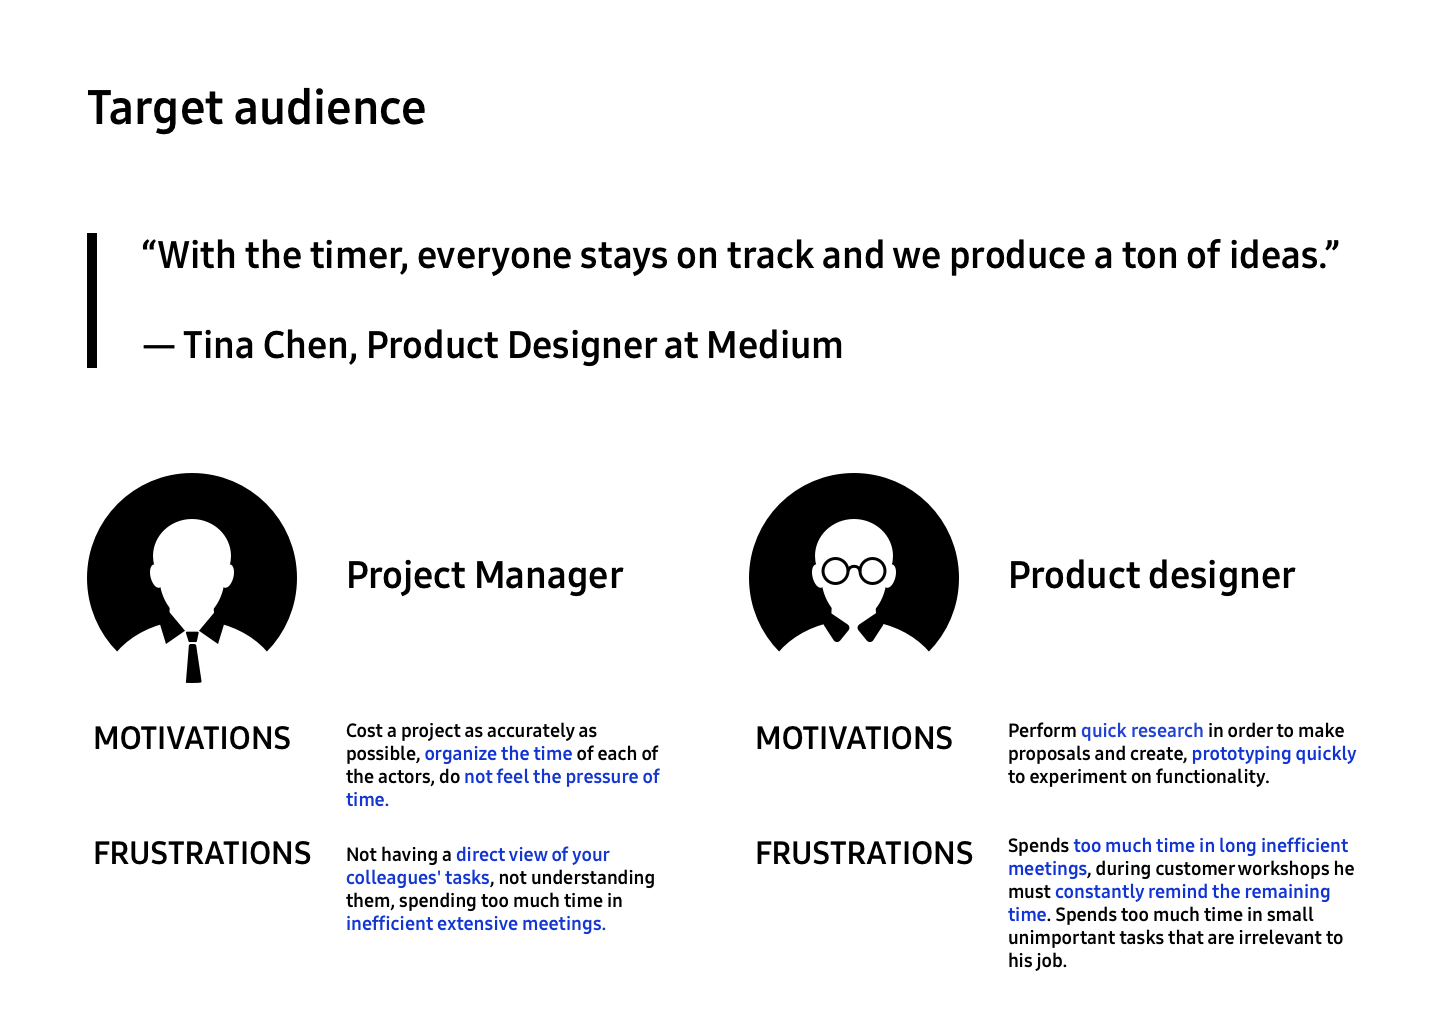 Target audience
“With the timer, everyone stays on track and we produce a ton of ideas.”
— Tina Chen, Product Designer at Medium
Project Manager
MOTIVATIONS
Cost a project as accurately as
possible, organize the time of each of
the actors, do not feel the pressure of
time.
FRUSTRATIONS
Not having a direct view of your
colleagues' tasks, not understanding
them, spending too much time in
inefficient extensive meetings.
Product designer
MOTIVATIONS
Perform quick research in order to make
proposals and create, prototyping quickly
to experiment on functionality.
FRUSTRATIONS
Spends too much time in long inefficient
meetings, during customer workshops he
must constantly remind the remaining
time. Spends too much time in small
unimportant tasks that are irrelevant to
his job.